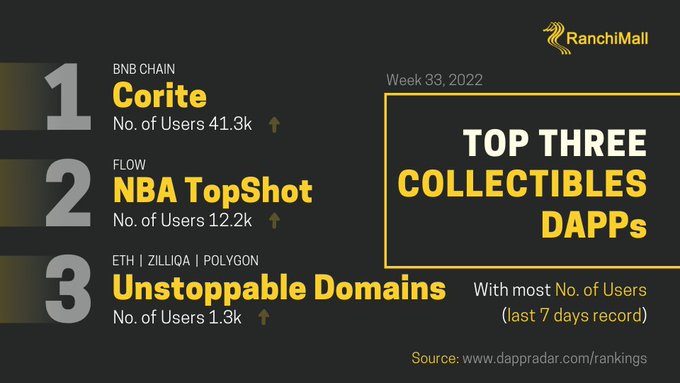 RanchiMall
Week 33, 2022
TOP THREE
COLLECTIBLES
DAPPs
With most No. of Users
(last 7 days record)
1
BNB CHAIN
Corite
No. of Users 41.3k
2
FLOW
NBA TopShot
No. of Users 12.2k
3
ETH | ZILLIQA | POLYGON
Unstoppable Domains
No. of Users 1.3k
Source: www.dappradar.com/rankings